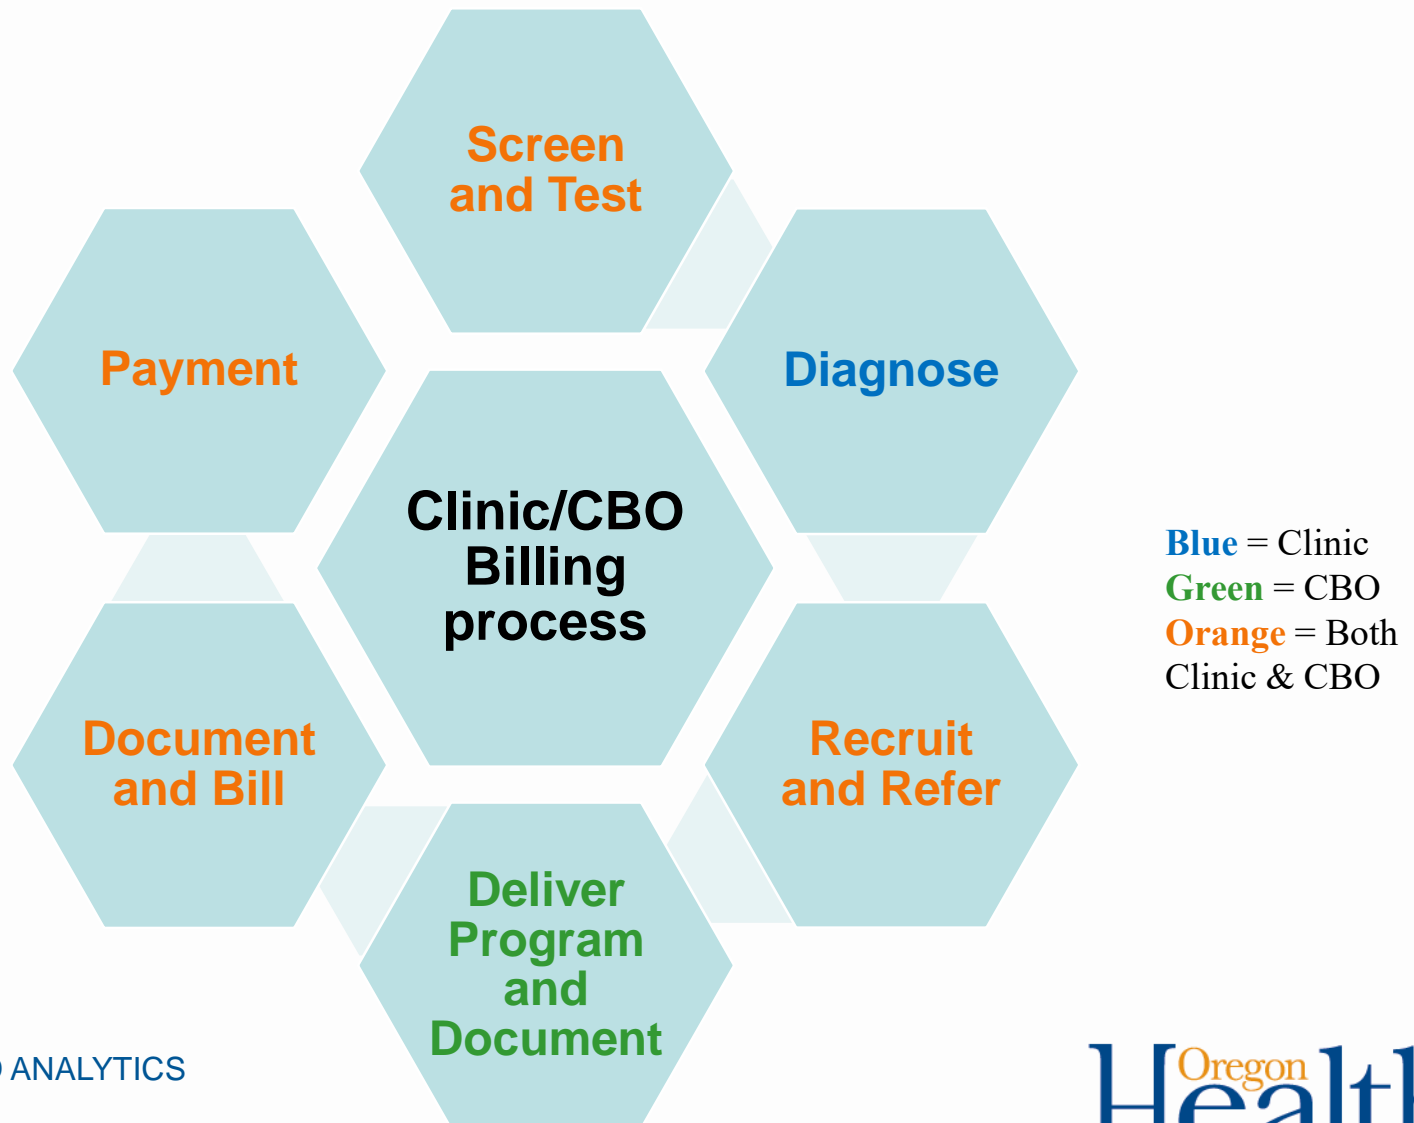 Screen
and Test
Payment
Diagnose
Clinic/CBO
Billing
process
Blue = Clinic
Green = CBO
Orange = Both
Clinic & CBO
Document
and Bill
Recruit
and Refer
Deliver
Program
and
Document
ANALYTICS
Oregon
Health